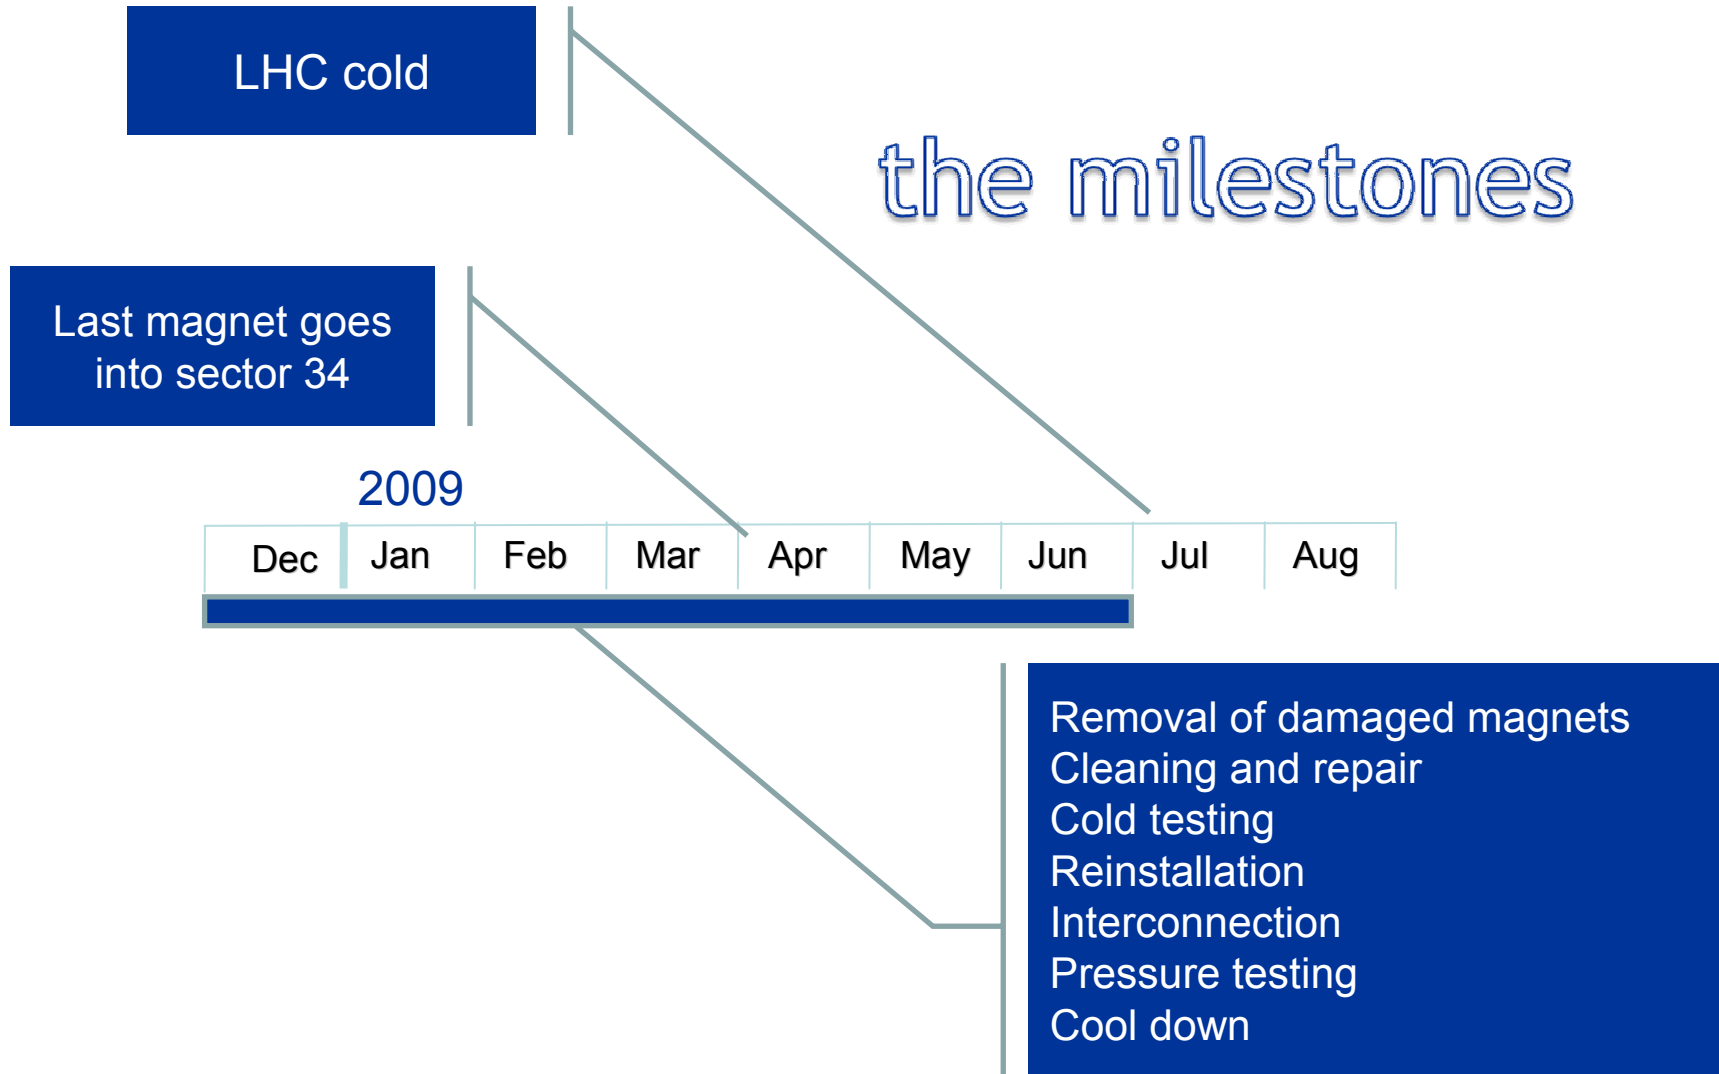 LHC cold
the milestones
Last magnet goes
into sector 34
2009
Dec Jan Feb Mar Apr May Jun Jul Aug
Removal of damaged magnets
Cleaning and repair
Cold testing
Reinstallation
Interconnection
Pressure testing
Cool down